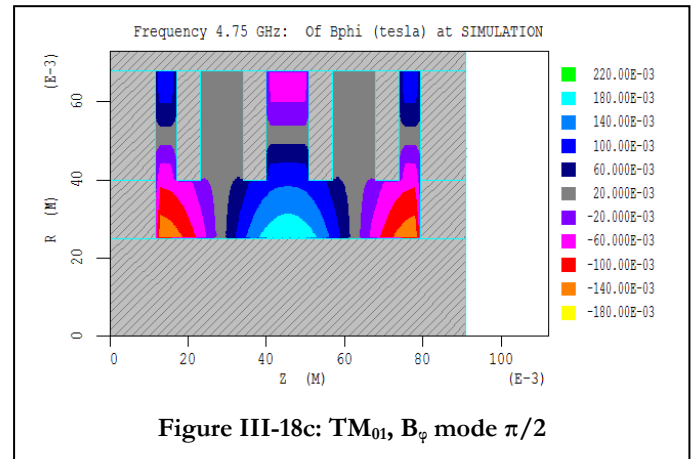 Frequency 4.75 GHz: Of Bphi (tesla) at SIMULATION
(E-3)
60
40
R (M)
20
0
0 20 40 60 80 100
Z (M) (E-3)
220.00E-03
180.00E-03
140.00E-03
100.00E-03
60.000E-03
20.000E-03
-20.00E-03
-60.00E-03
-100.00E-03
-140.00E-03
-180.00E-03
Figure III-18c: TM₀₁, Bᵩ mode π/2